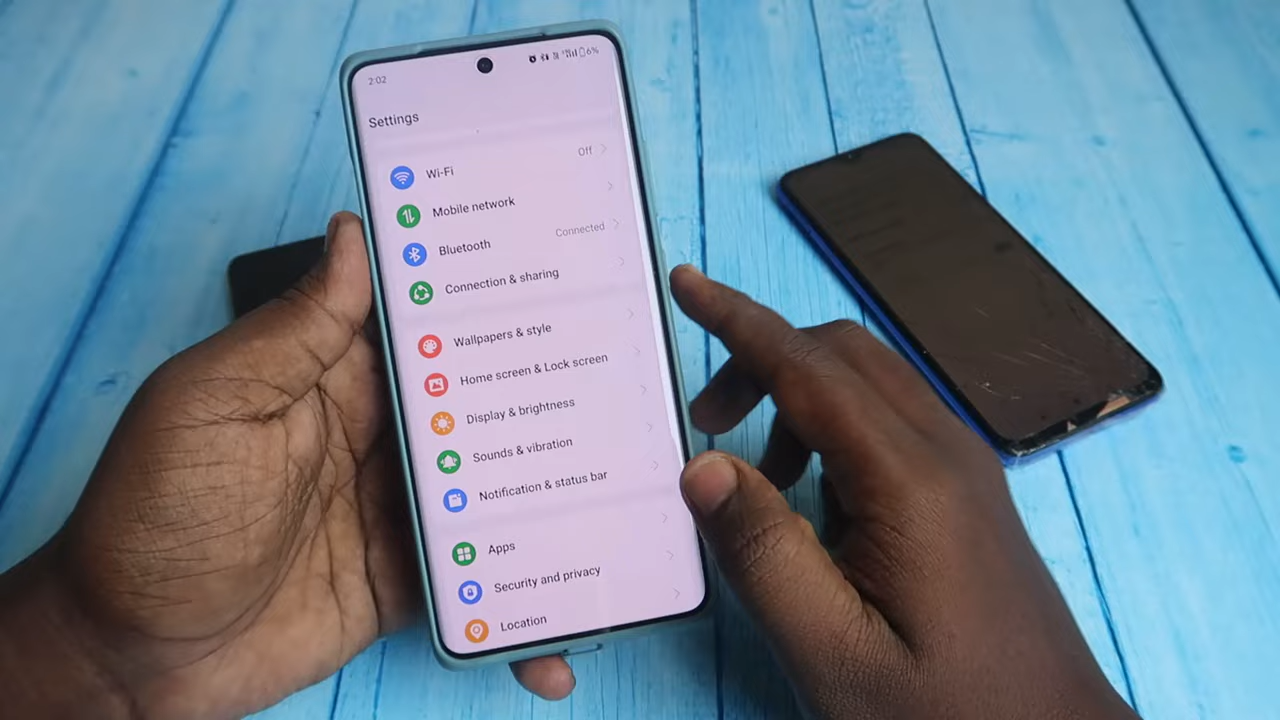 2:02
6%
Settings
Wi-Fi
Off
Mobile network
Bluetooth
Connected
Connection & sharing
Wallpapers & style
Home screen & Lock screen
Display & brightness
Sounds & vibration
Notification & status bar
Apps
Security and privacy
Location